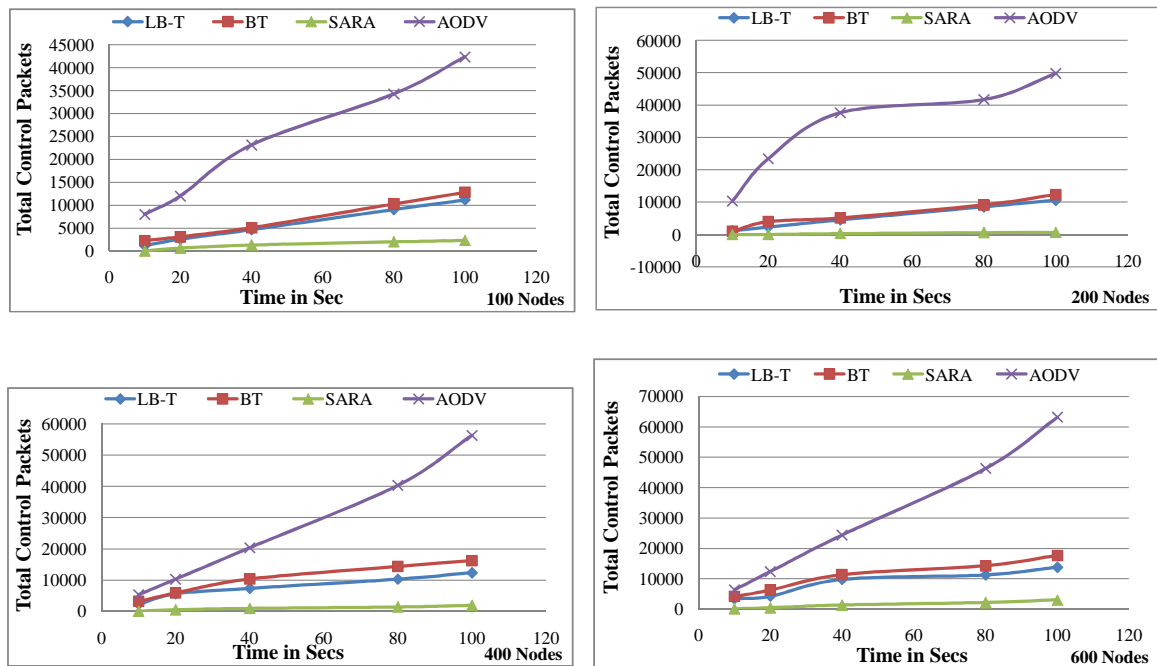 LB-T BT SARA AODV
Total Control Packets
45000
40000
35000
30000
25000
20000
15000
10000
5000
0
0 20 40 60 80 100 120
Time in Sec
100 Nodes
LB-T BT SARA AODV
Total Control Packets
60000
50000
40000
30000
20000
10000
0
-10000
0 20 40 60 80 100 120
Time in Secs
200 Nodes
LB-T BT SARA AODV
Total Control Packets
60000
50000
40000
30000
20000
10000
0
0 20 40 60 80 100 120
Time in Secs
400 Nodes
LB-T BT SARA AODV
Total Control Packets
70000
60000
50000
40000
30000
20000
10000
0
0 20 40 60 80 100 120
Time in Secs
600 Nodes